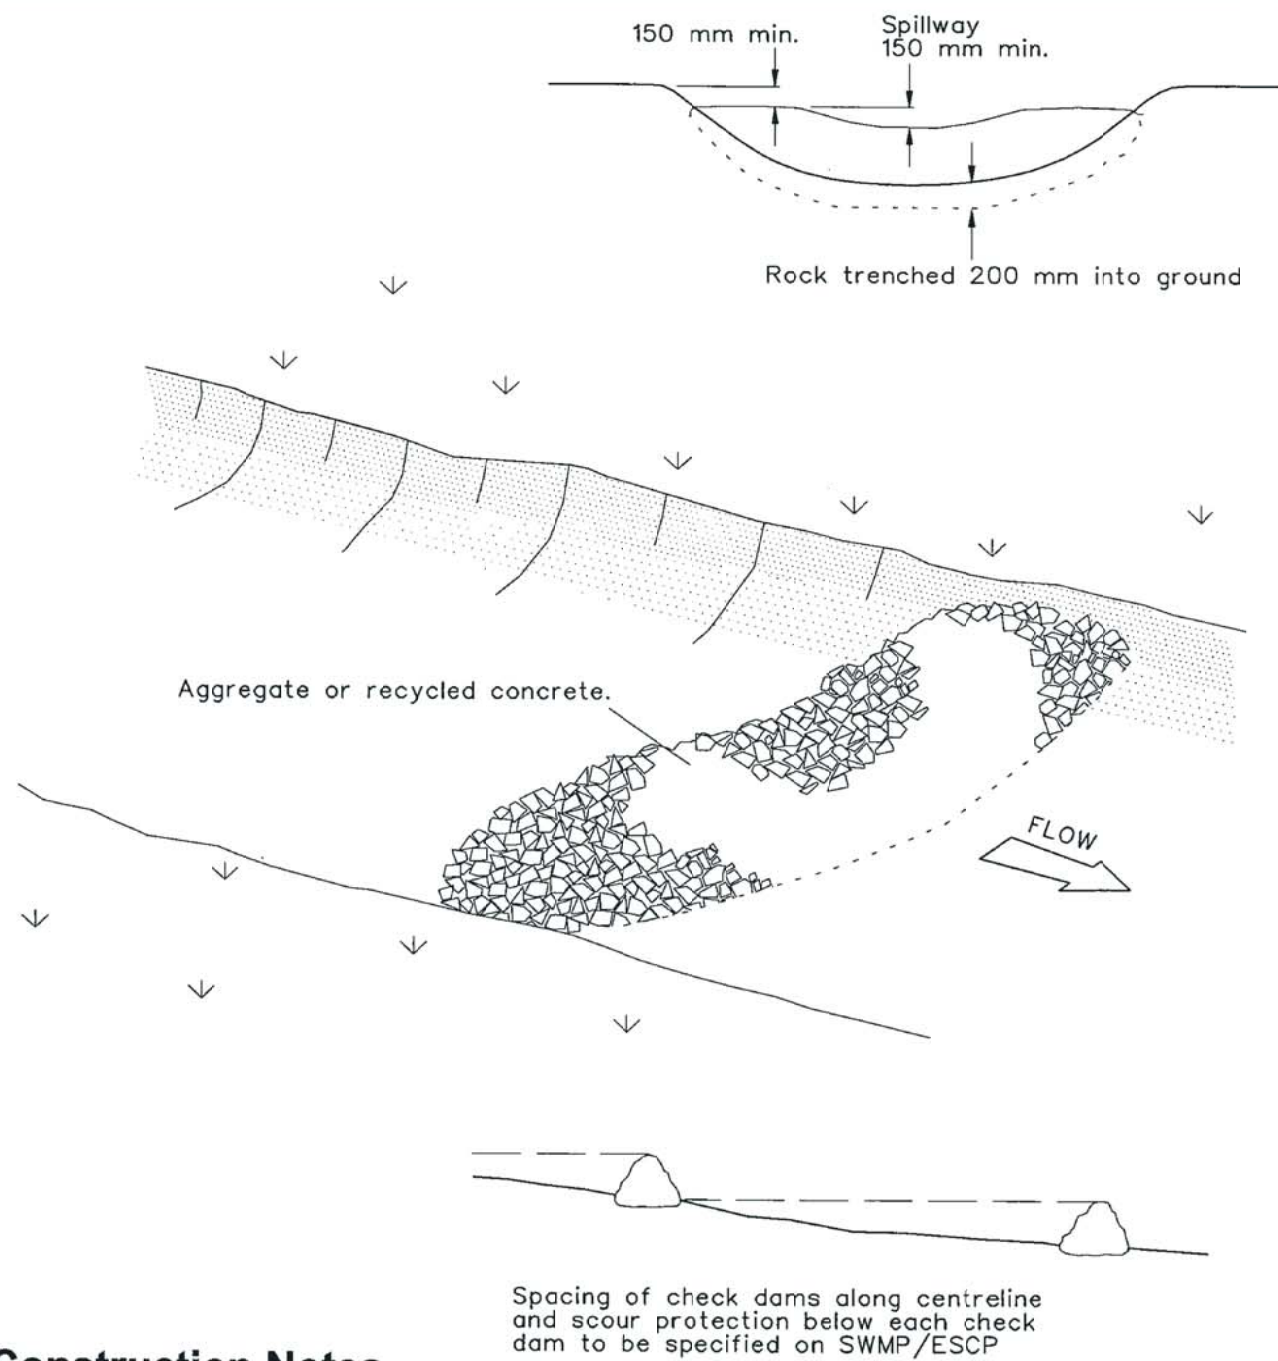 150 mm min.
Spillway
150 mm min.
Rock trenched 200 mm into ground
Aggregate or recycled concrete.
FLOW
Spacing of check dams along centreline
and scour protection below each check
dam to be specified on SWMP/ESCP
Construction Notes